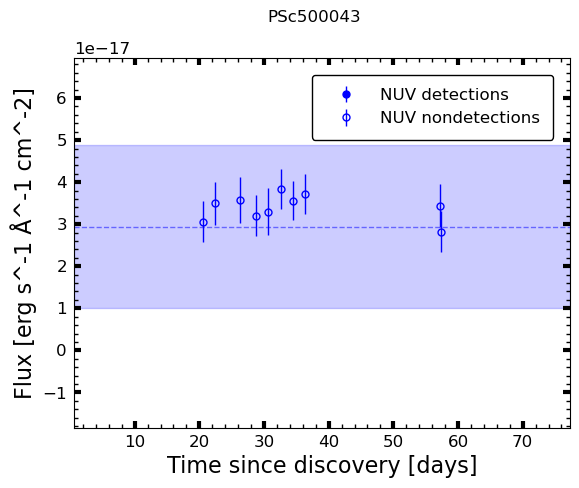 PSc500043
1e−17
NUV detections
NUV nondetections
6
5
4
3
2
1
0
−1
Flux [erg s^-1 Å^-1 cm^-2]
10 20 30 40 50 60 70
Time since discovery [days]